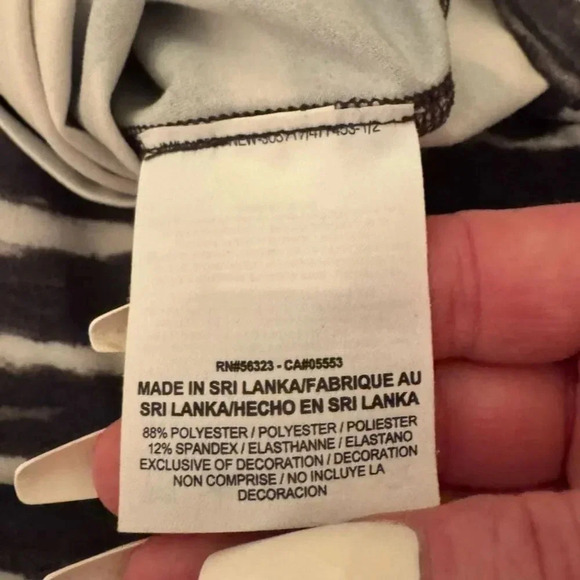 RN#56323 - CA#05553
MADE IN SRI LANKA/FABRIQUE AU
SRI LANKA/HECHO EN SRI LANKA
88% POLYESTER / POLYESTER / POLIESTER
12% SPANDEX / ELASTHANNE / ELASTANO
EXCLUSIVE OF DECORATION / DECORATION
NON COMPRISE / NO INCLUYE LA
DECORACION